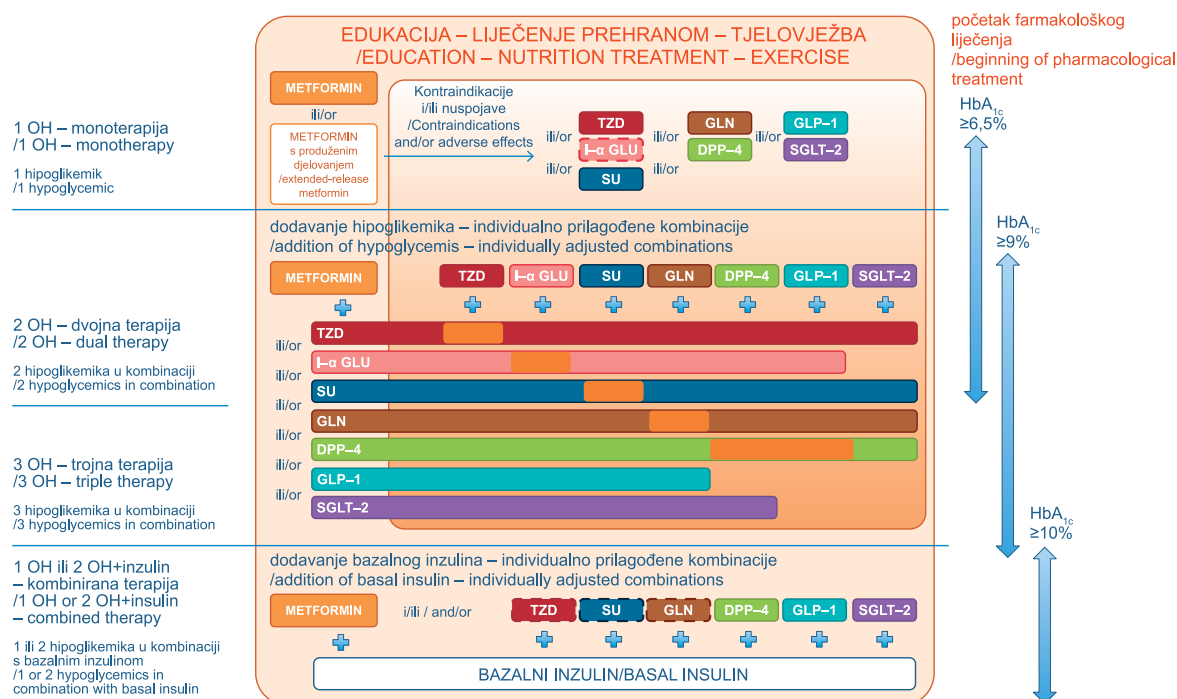 EDUKACIJA – LIJEČENJE PREHRANOM – TJELOVJEŽBA
/EDUCATION – NUTRITION TREATMENT – EXERCISE
početak farmakološkog
liječenja
/beginning of pharmacological
treatment
1 OH – monoterapija
/1 OH – monotherapy
1 hipoglikemik
/1 hypoglycemic
METFORMIN
ili/or
METFORMIN
s produženim
djelovanjem
/extended-release
metformin
Kontraindikacije
i/ili nuspojave
/Contraindications
and/or adverse effects
ili/or
ili/or
ili/or
TZD
I–α GLU
SU
ili/or
ili/or
ili/or
GLN
DPP–4
ili/or
GLP–1
SGLT–2
HbA1c
≥6,5%
HbA1c
≥9%
HbA1c
≥10%
dodavanje hipoglikemika – individualno prilagođene kombinacije
/addition of hypoglycemis – individually adjusted combinations
METFORMIN
TZD I–α GLU SU GLN DPP–4 GLP–1 SGLT–2
2 OH – dvojna terapija
/2 OH – dual therapy
2 hipoglikemika u kombinaciji
/2 hypoglycemics in combination
3 OH – trojna terapija
/3 OH – triple therapy
3 hipoglikemika u kombinaciji
/3 hypoglycemics in combination
TZD
ili/or
I–α GLU
ili/or
SU
ili/or
GLN
ili/or
DPP–4
ili/or
GLP–1
ili/or
SGLT–2
1 OH ili 2 OH+inzulin
– kombinirana terapija
/1 OH or 2 OH+insulin
– combined therapy
1 ili 2 hipoglikemika u kombinaciji
s bazalnim inzulinom
/1 or 2 hypoglycemics in
combination with basal insulin
dodavanje bazalnog inzulina – individualno prilagođene kombinacije
/addition of basal insulin – individually adjusted combinations
METFORMIN i/ili / and/or TZD SU GLN DPP–4 GLP–1 SGLT–2
BAZALNI INZULIN/BASAL INSULIN